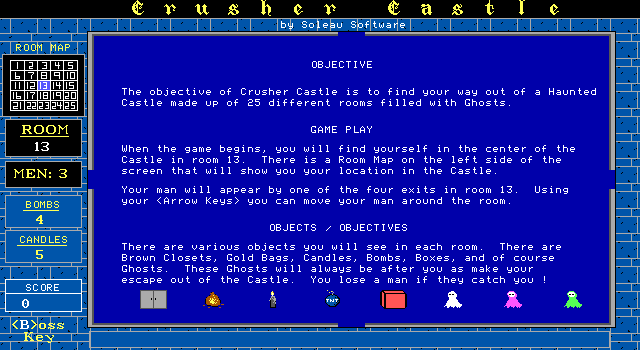 Crusher Castle
by Soleau Software
ROOM MAP
1 2 3 4 5
6 7 8 9 10
11 12 13 14 15
16 17 18 19 20
21 22 23 24 25
ROOM
13
MEN: 3
BOMBS
4
CANDLES
5
SCORE
0
<B>oss
Key
OBJECTIVE
The objective of Crusher Castle is to find your way out of a Haunted
Castle made up of 25 different rooms filled with Ghosts.
GAME PLAY
When the game begins, you will find yourself in the center of the
Castle in room 13.  There is a Room Map on the left side of the
screen that will show you your location in the Castle.
Your man will appear by one of the four exits in room 13.  Using
your <Arrow Keys> you can move your man around the room.
OBJECTS / OBJECTIVES
There are various objects you will see in each room.  There are
Brown Closets, Gold Bags, Candles, Bombs, Boxes, and of course
Ghosts.  These Ghosts will always be after you as make your
escape out of the Castle.  You lose a man if they catch you !
TNT